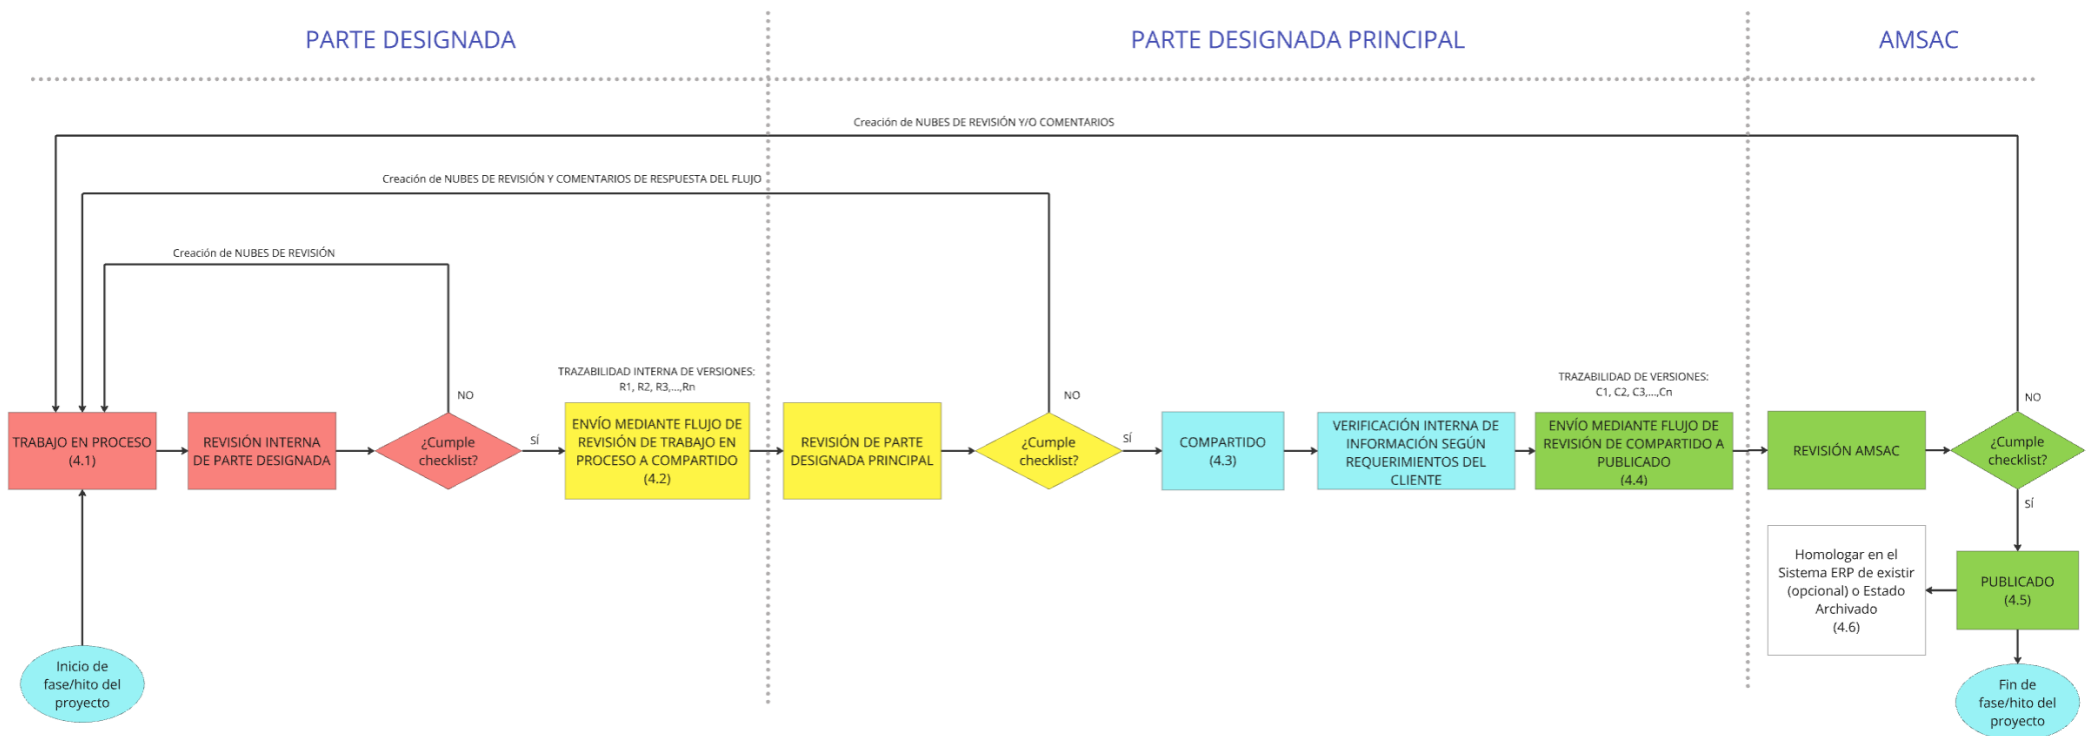 PARTE DESIGNADA
PARTE DESIGNADA PRINCIPAL
AMSAC
Creación de NUBES DE REVISIÓN Y/O COMENTARIOS
Creación de NUBES DE REVISIÓN Y COMENTARIOS DE RESPUESTA DEL FLUJO
Creación de NUBES DE REVISIÓN
TRABAJO EN PROCESO
(4.1)
REVISIÓN INTERNA
DE PARTE DESIGNADA
NO
¿Cumple
checklist?
SÍ
TRAZABILIDAD INTERNA DE VERSIONES:
R1, R2, R3,...,Rn
ENVÍO MEDIANTE FLUJO DE
REVISIÓN DE TRABAJO EN
PROCESO A COMPARTIDO
(4.2)
REVISIÓN DE PARTE
DESIGNADA PRINCIPAL
NO
¿Cumple
checklist?
SÍ
COMPARTIDO
(4.3)
VERIFICACIÓN INTERNA DE
INFORMACIÓN SEGÚN
REQUERIMIENTOS DEL
CLIENTE
TRAZABILIDAD DE VERSIONES:
C1, C2, C3,...,Cn
ENVÍO MEDIANTE FLUJO DE
REVISIÓN DE COMPARTIDO A
PUBLICADO
(4.4)
REVISIÓN AMSAC
NO
¿Cumple
checklist?
SÍ
Homologar en el
Sistema ERP de existir
(opcional) o Estado
Archivado
(4.6)
PUBLICADO
(4.5)
Inicio de
fase/hito del
proyecto
Fin de
fase/hito del
proyecto